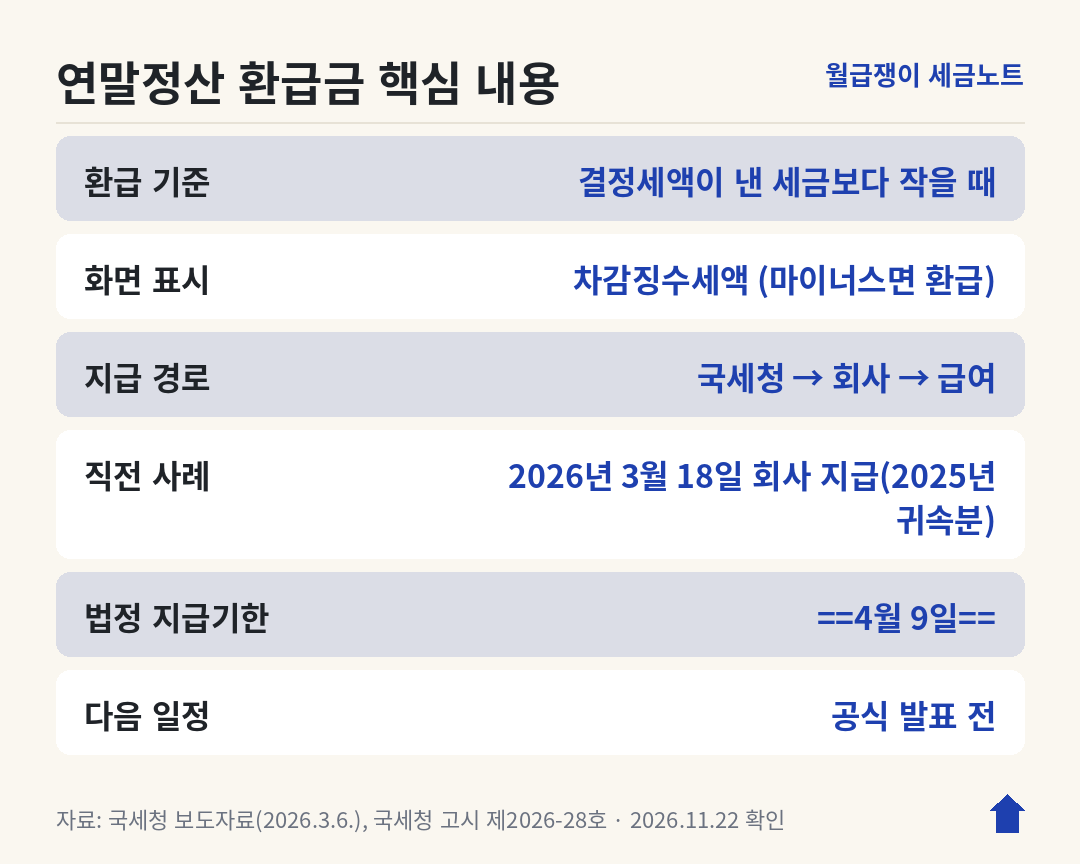 연말정산 환급금 핵심 내용
월급쟁이 세금노트
환급 기준 결정세액이 낸 세금보다 작을 때
화면 표시 차감징수세액 (마이너스면 환급)
지급 경로 국세청 → 회사 → 급여
직전 사례 2026년 3월 18일 회사 지급(2025년
귀속분)
법정 지급기한 ==4월 9일==
다음 일정 공식 발표 전
자료: 국세청 보도자료(2026.3.6.), 국세청 고시 제2026-28호 · 2026.11.22 확인